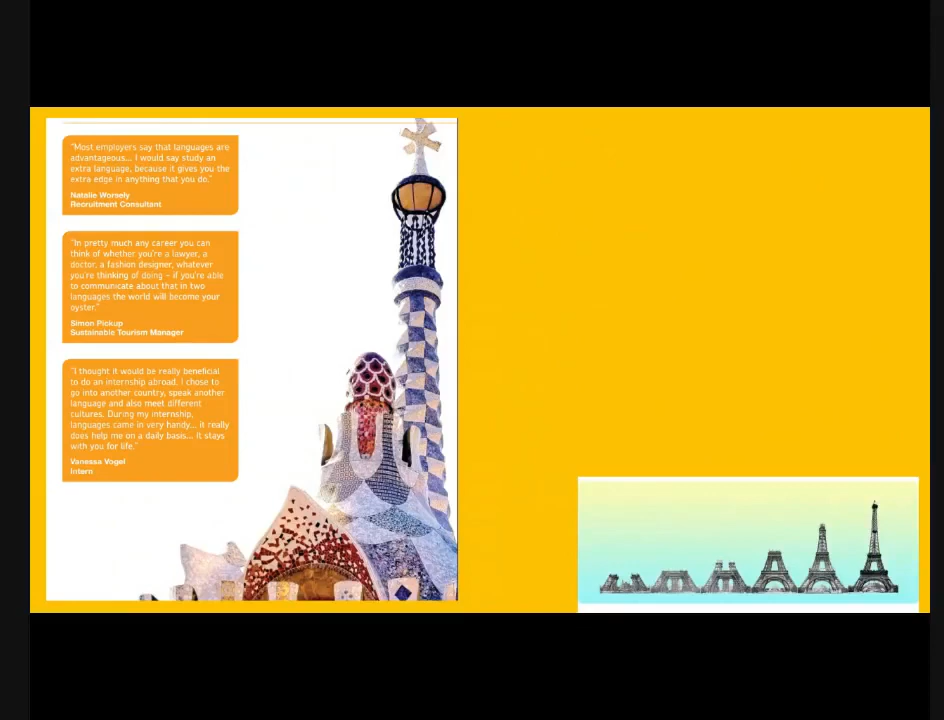 "Most employers say that languages are
advantageous... I would say study an
extra language, because it gives you the
extra edge in anything that you do."
Natalie Worsely
Recruitment Consultant
"In pretty much any career you can
think of whether you're a lawyer, a
doctor, a fashion designer, whatever
you're thinking of doing – if you're able
to communicate about that in two
languages the world will become your
oyster."
Simon Pickup
Sustainable Tourism Manager
"I thought it would be really beneficial
to do an internship abroad. I chose to
go into another country, speak another
language and also meet different
cultures. During my internship,
languages came in very handy... it really
does help me on a daily basis... it stays
with you for life."
Vanessa Vogel
Intern